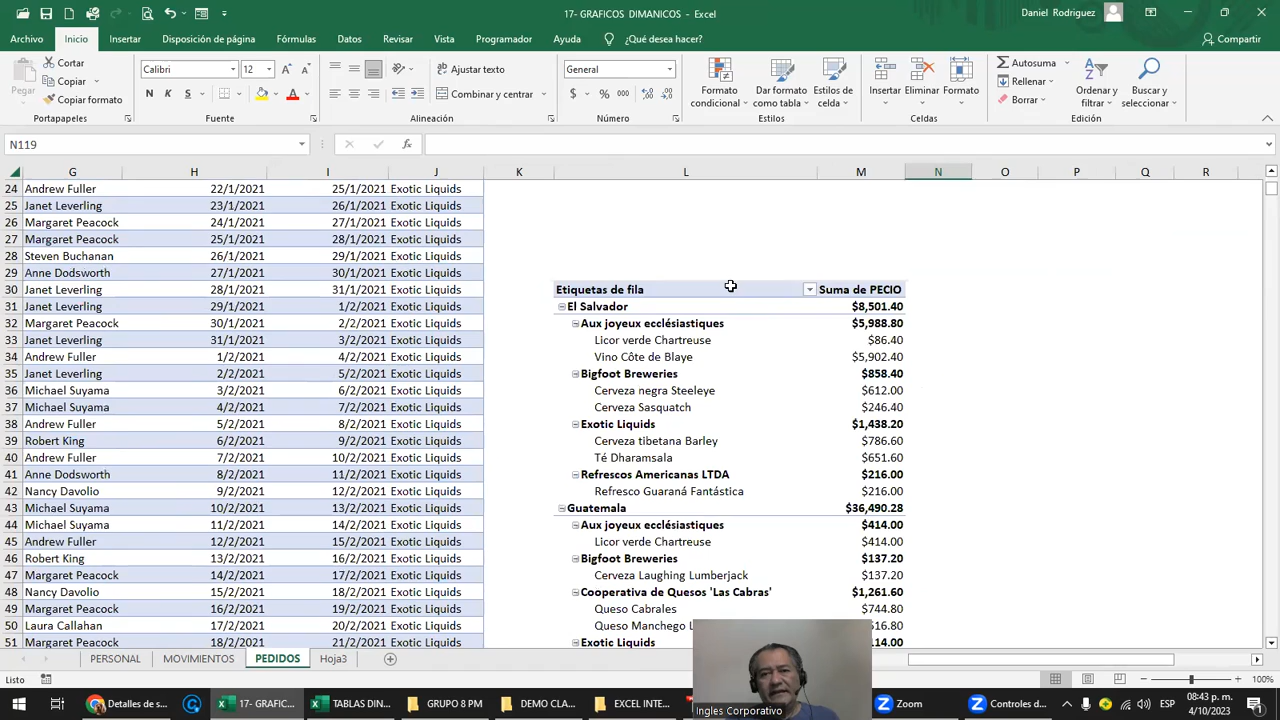 17- GRAFICOS DIMANICOS - Excel
Daniel Rodriguez
Archivo Inicio Insertar Disposición de página Fórmulas Datos Revisar Vista Programador Ayuda ¿Qué desea hacer? Compartir
Pegar
Cortar
Copiar
Copiar formato
Portapapeles
Calibri 12
N K S
Fuente
Ajustar texto
Combinar y centrar
Alineación
General
$ % 000
Número
Formato condicional
Dar formato como tabla
Estilos de celda
Estilos
Insertar Eliminar Formato
Celdas
Autosuma
Rellenar
Borrar
Ordenar y filtrar
Buscar y seleccionar
Edición
N119
G H I J K L M N O P Q R
24 Andrew Fuller 22/1/2021 25/1/2021 Exotic Liquids
25 Janet Leverling 23/1/2021 26/1/2021 Exotic Liquids
26 Margaret Peacock 24/1/2021 27/1/2021 Exotic Liquids
27 Margaret Peacock 25/1/2021 28/1/2021 Exotic Liquids
28 Steven Buchanan 26/1/2021 29/1/2021 Exotic Liquids
29 Anne Dodsworth 27/1/2021 30/1/2021 Exotic Liquids
30 Janet Leverling 28/1/2021 31/1/2021 Exotic Liquids Etiquetas de fila Suma de PECIO
31 Janet Leverling 29/1/2021 1/2/2021 Exotic Liquids El Salvador $8,501.40
32 Margaret Peacock 30/1/2021 2/2/2021 Exotic Liquids Aux joyeux ecclésiastiques $5,988.80
33 Janet Leverling 31/1/2021 3/2/2021 Exotic Liquids Licor verde Chartreuse $86.40
34 Andrew Fuller 1/2/2021 4/2/2021 Exotic Liquids Vino Côte de Blaye $5,902.40
35 Janet Leverling 2/2/2021 5/2/2021 Exotic Liquids Bigfoot Breweries $858.40
36 Michael Suyama 3/2/2021 6/2/2021 Exotic Liquids Cerveza negra Steeleye $612.00
37 Michael Suyama 4/2/2021 7/2/2021 Exotic Liquids Cerveza Sasquatch $246.40
38 Andrew Fuller 5/2/2021 8/2/2021 Exotic Liquids Exotic Liquids $1,438.20
39 Robert King 6/2/2021 9/2/2021 Exotic Liquids Cerveza tibetana Barley $786.60
40 Andrew Fuller 7/2/2021 10/2/2021 Exotic Liquids Té Dharamsala $651.60
41 Anne Dodsworth 8/2/2021 11/2/2021 Exotic Liquids Refrescos Americanas LTDA $216.00
42 Nancy Davolio 9/2/2021 12/2/2021 Exotic Liquids Refresco Guaraná Fantástica $216.00
43 Michael Suyama 10/2/2021 13/2/2021 Exotic Liquids Guatemala $36,490.28
44 Michael Suyama 11/2/2021 14/2/2021 Exotic Liquids Aux joyeux ecclésiastiques $414.00
45 Andrew Fuller 12/2/2021 15/2/2021 Exotic Liquids Licor verde Chartreuse $414.00
46 Robert King 13/2/2021 16/2/2021 Exotic Liquids Bigfoot Breweries $137.20
47 Margaret Peacock 14/2/2021 17/2/2021 Exotic Liquids Cerveza Laughing Lumberjack $137.20
48 Nancy Davolio 15/2/2021 18/2/2021 Exotic Liquids Cooperativa de Quesos 'Las Cabras' $1,261.60
49 Margaret Peacock 16/2/2021 19/2/2021 Exotic Liquids Queso Cabrales $744.80
50 Laura Callahan 17/2/2021 20/2/2021 Exotic Liquids Queso Manchego 516.80
51 Margaret Peacock 18/2/2021 21/2/2021 Exotic Liquids Exotic Liquids 114.00
PERSONAL MOVIMIENTOS PEDIDOS Hoja3
Listo 100%
Detalles de s... 17- GRAFIC... TABLAS DIN... GRUPO 8 PM DEMO CLA... EXCEL INTE... Zoom Controles d... ESP 08:43 p. m.
4/10/2023
Ingles Corporativo